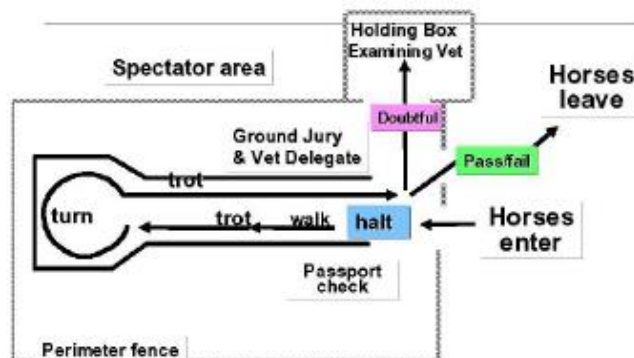 Holding Box
Examining Vet
Spectator area
Horses
leave
Doubtful
Ground Jury
& Vet Delegate
Pass/fail
trot
turn
trot
walk
halt
Horses
enter
Passport
check
Perimeter fence